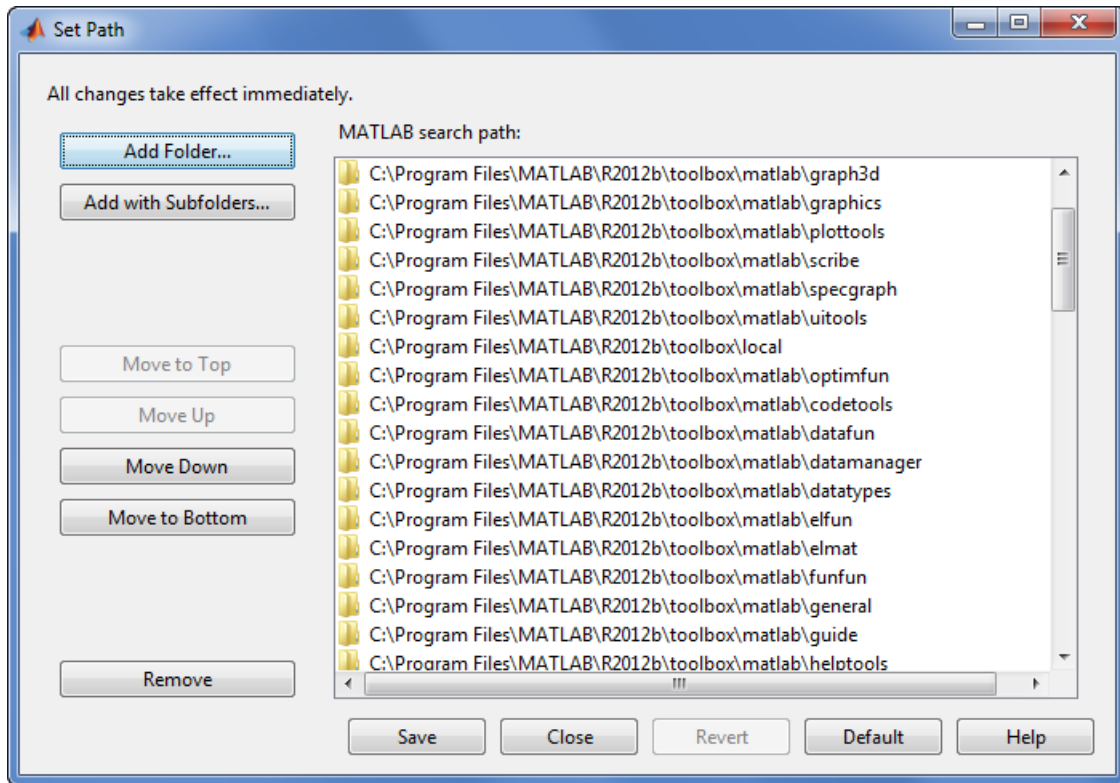 Set Path
All changes take effect immediately.
Add Folder...
Add with Subfolders...
Move to Top
Move Up
Move Down
Move to Bottom
Remove
MATLAB search path:
C:\Program Files\MATLAB\R2012b\toolbox\matlab\graph3d
C:\Program Files\MATLAB\R2012b\toolbox\matlab\graphics
C:\Program Files\MATLAB\R2012b\toolbox\matlab\plottools
C:\Program Files\MATLAB\R2012b\toolbox\matlab\scribe
C:\Program Files\MATLAB\R2012b\toolbox\matlab\specgraph
C:\Program Files\MATLAB\R2012b\toolbox\matlab\uitools
C:\Program Files\MATLAB\R2012b\toolbox\local
C:\Program Files\MATLAB\R2012b\toolbox\matlab\optimfun
C:\Program Files\MATLAB\R2012b\toolbox\matlab\codetools
C:\Program Files\MATLAB\R2012b\toolbox\matlab\datafun
C:\Program Files\MATLAB\R2012b\toolbox\matlab\datamanager
C:\Program Files\MATLAB\R2012b\toolbox\matlab\datatypes
C:\Program Files\MATLAB\R2012b\toolbox\matlab\elfun
C:\Program Files\MATLAB\R2012b\toolbox\matlab\elmat
C:\Program Files\MATLAB\R2012b\toolbox\matlab\funfun
C:\Program Files\MATLAB\R2012b\toolbox\matlab\general
C:\Program Files\MATLAB\R2012b\toolbox\matlab\guide
C:\Program Files\MATLAB\R2012b\toolbox\matlab\helptools
Save
Close
Revert
Default
Help